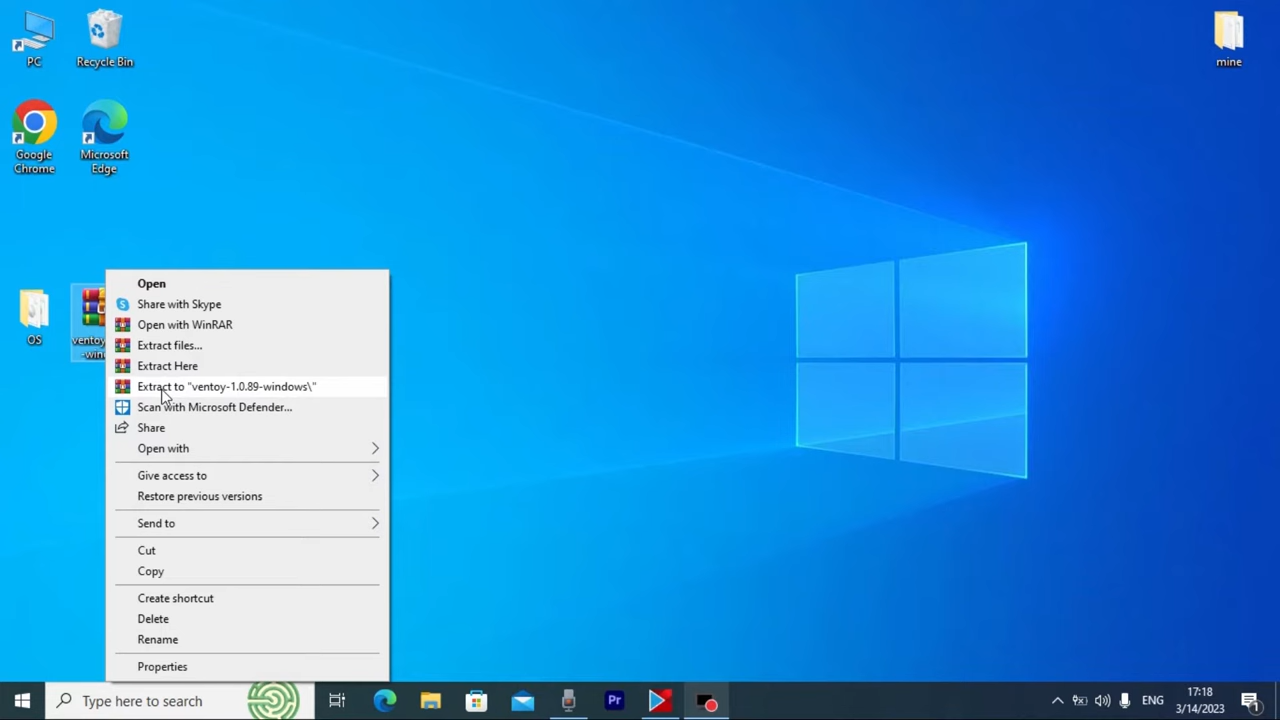 PC
Recycle Bin
mine
Google
Chrome
Microsoft
Edge
OS
Open
Share with Skype
Open with WinRAR
Extract files...
Extract Here
Extract to "ventoy-1.0.89-windows\"
Scan with Microsoft Defender...
Share
Open with
Give access to
Restore previous versions
Send to
Cut
Copy
Create shortcut
Delete
Rename
Properties
Type here to search
Pr
ENG
17:18
3/14/2023
1